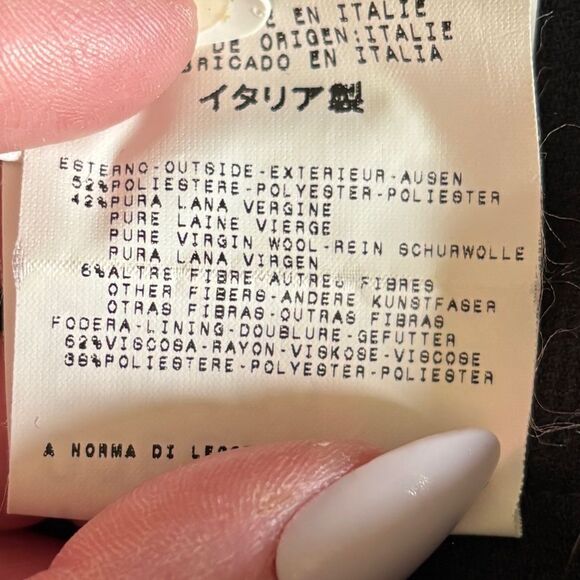 E EN ITALIE
DE ORIGEN:ITALIE
BRICADO EN ITALIA
イタリア製
ESTERNO-OUTSIDE-EXTERIEUR-AUSEN
52%POLIESTERE-POLYESTER-POLIESTER
42%PURA LANA VERGINE
PURE LAINE VIERGE
PURE VIRGIN WOOL-REIN SCHURWOLLE
PURA LANA VIRGEN
6%ALTRE FIBRE AUTRES FIBRES
OTHER FIBERS-ANDERE KUNSTFASER
OTRAS FIBRAS-OUTRAS FIBRAS
FODERA-LINING-DOUBLURE-GEFUTTER
62%VISCOSA-RAYON-VISKOSE-VISCOSE
38%POLIESTERE-POLYESTER-POLIESTER
A NORMA DI